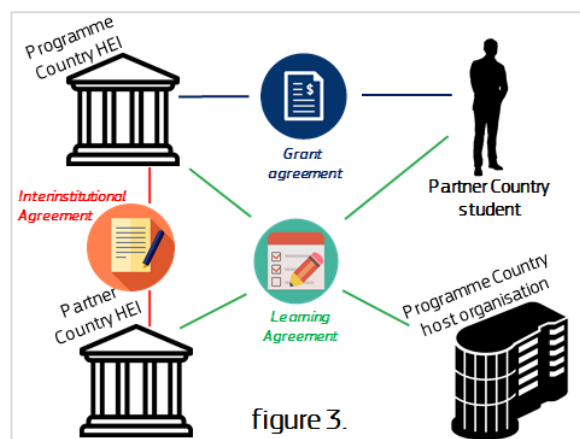 Programme
Country HEI
Grant
agreement
Partner Country
student
Interinstitutional
Agreement
Partner
Country HEI
Learning
Agreement
Programme Country
host organisation
figure 3.